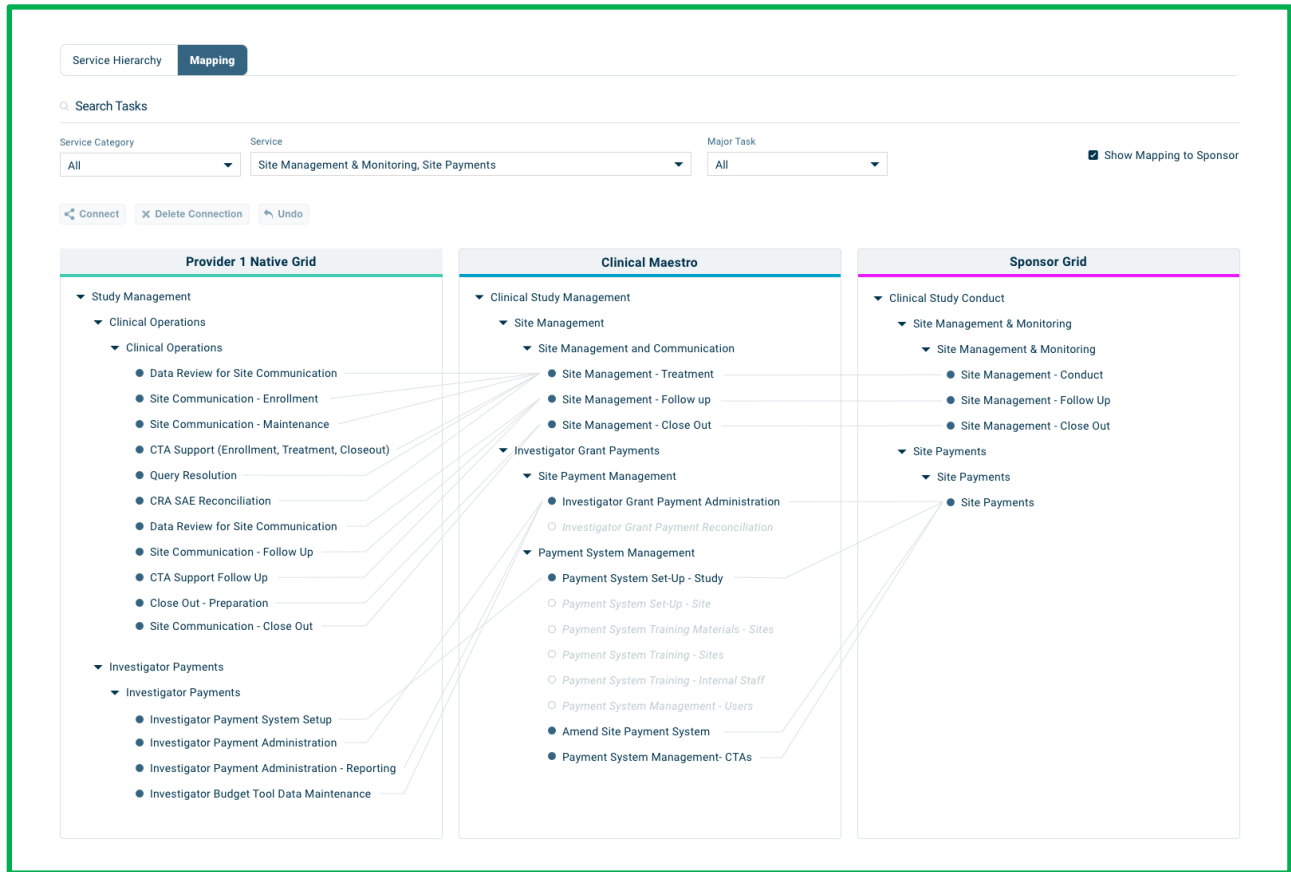 Service Hierarchy
Mapping
Search Tasks
Service Category
Service
Major Task
All
Site Management & Monitoring, Site Payments
All
Show Mapping to Sponsor
Connect
Delete Connection
Undo
Provider 1 Native Grid
Study Management
Clinical Operations
Clinical Operations
Data Review for Site Communication
Site Communication - Enrollment
Site Communication - Maintenance
CTA Support (Enrollment, Treatment, Closeout)
Query Resolution
CRA SAE Reconciliation
Data Review for Site Communication
Site Communication - Follow Up
CTA Support Follow Up
Close Out - Preparation
Site Communication - Close Out
Investigator Payments
Investigator Payments
Investigator Payment System Setup
Investigator Payment Administration
Investigator Payment Administration - Reporting
Investigator Budget Tool Data Maintenance
Clinical Maestro
Clinical Study Management
Site Management
Site Management and Communication
Site Management - Treatment
Site Management - Follow up
Site Management - Close Out
Investigator Grant Payments
Site Payment Management
Investigator Grant Payment Administration
Investigator Grant Payment Reconciliation
Payment System Management
Payment System Set-Up - Study
Payment System Set-Up - Site
Payment System Training Materials - Sites
Payment System Training - Sites
Payment System Training - Internal Staff
Payment System Management - Users
Amend Site Payment System
Payment System Management- CTAs
Sponsor Grid
Clinical Study Conduct
Site Management & Monitoring
Site Management & Monitoring
Site Management - Conduct
Site Management - Follow Up
Site Management - Close Out
Site Payments
Site Payments
Site Payments